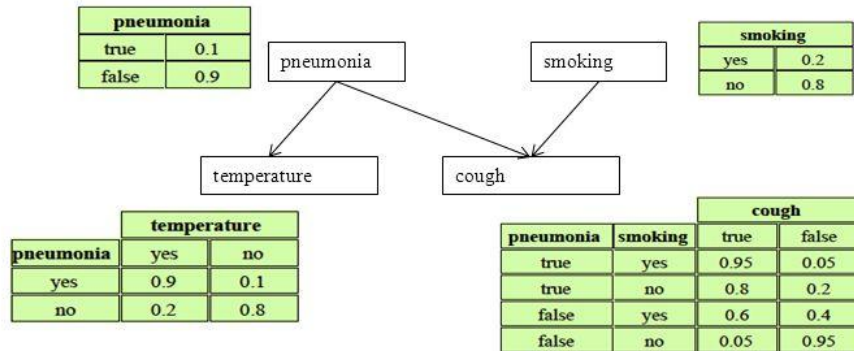 pneumonia
true 0.1
false 0.9
pneumonia
smoking
smoking
yes 0.2
no 0.8
temperature
cough
temperature
pneumonia yes no
yes 0.9 0.1
no 0.2 0.8
cough
pneumonia smoking true false
true yes 0.95 0.05
true no 0.8 0.2
false yes 0.6 0.4
false no 0.05 0.95